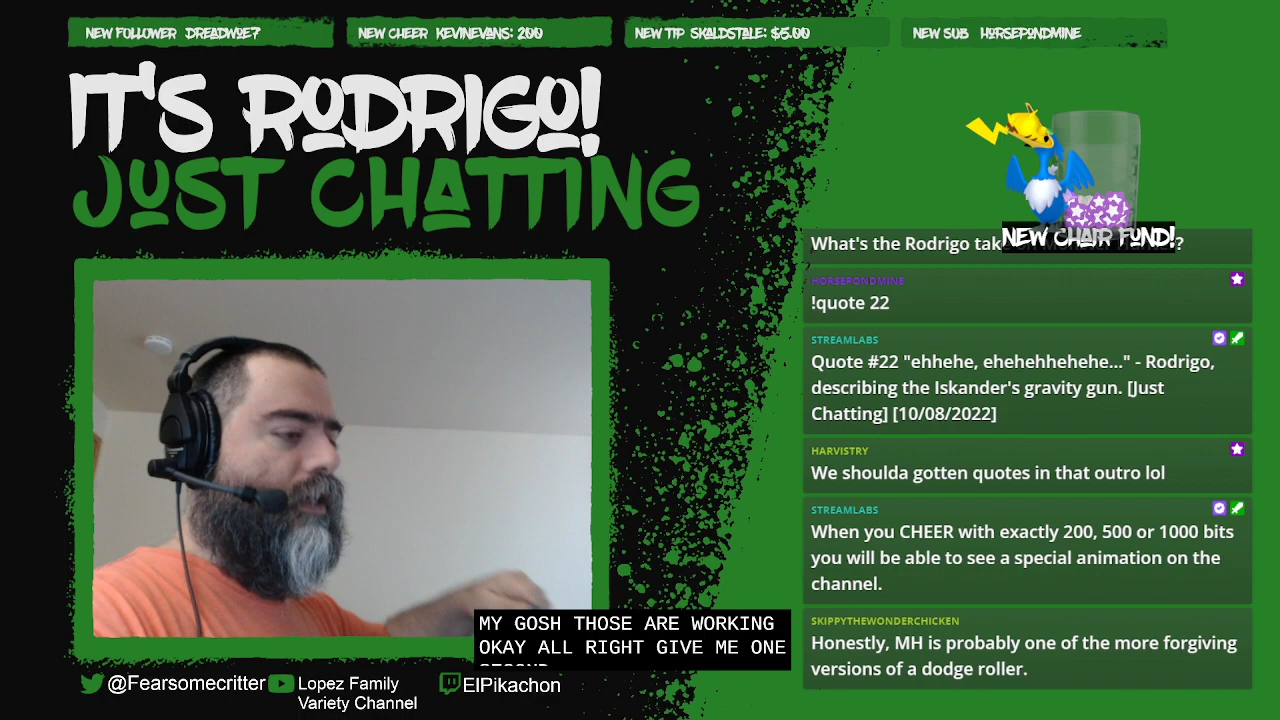 NEW FOLLOWER DREADWOE7
NEW CHEER KEVINEVANS: 200
NEW TIP SKALDSTALE: $5.00
NEW SUB HORSEPONDMINE
IT'S RODRIGO!
JUST CHATTING
NEW CHAIR FUND!
What's the Rodrigo
?
HORSEPONDMINE
!quote 22
STREAMLABS
Quote #22 "ehhehe, ehehehhehehe..." - Rodrigo,
describing the Iskander's gravity gun. [Just
Chatting] [10/08/2022]
HARVISTRY
We shoulda gotten quotes in that outro lol
STREAMLABS
When you CHEER with exactly 200, 500 or 1000 bits
you will be able to see a special animation on the
channel.
SKIPPYTHEWONDERCHICKEN
Honestly, MH is probably one of the more forgiving
versions of a dodge roller.
MY GOSH THOSE ARE WORKING
OKAY ALL RIGHT GIVE ME ONE
@Fearsomecritter
Lopez Family
Variety Channel
ElPikachon